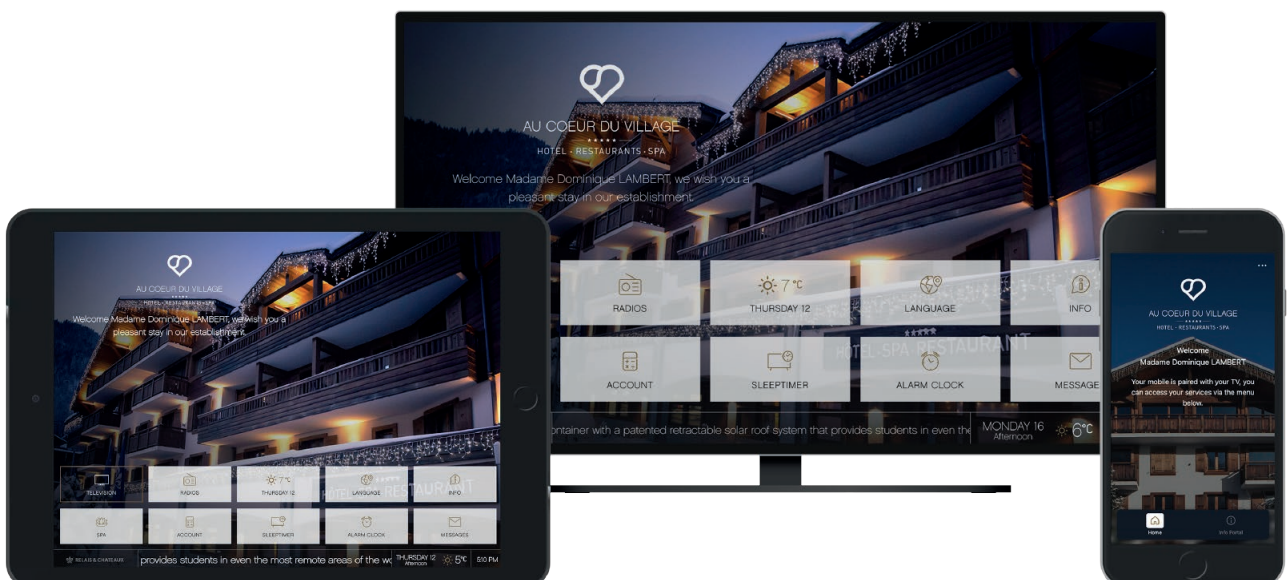 AU COEUR DU VILLAGE
HOTEL - RESTAURANTS - SPA
Welcome Madame Dominique LAMBERT, we wish you a
pleasant stay in our establishment.
RADIOS
7°C
THURSDAY 12
LANGUAGE
INFO
HOTEL-SPA RESTAURANT
ACCOUNT
SLEEPTIMER
ALARM CLOCK
MESSAGE
ontainer with a patented retractable solar roof system that provides students in even the
MONDAY 16
Afternoon
6°C
AU COEUR DU VILLAGE
HOTEL - RESTAURANTS - SPA
Welcome Madame Dominique LAMBERT, we wish you a
pleasant stay in our establishment.
TELEVISION
RADIOS
7°C
THURSDAY 12
LANGUAGE
INFO
SPA
ACCOUNT
SLEEPTIMER
ALARM CLOCK
MESSAGES
RELAIS & CHATEAUX
provides students in even the most remote areas of the wo
THURSDAY 12
Afternoon
5°C
5:10 PM
AU COEUR DU VILLAGE
HOTEL - RESTAURANTS - SPA
Welcome
Madame Dominique LAMBERT
Your mobile is paired with your TV, you
can access your services via the menu
below.
Home
Info Portal